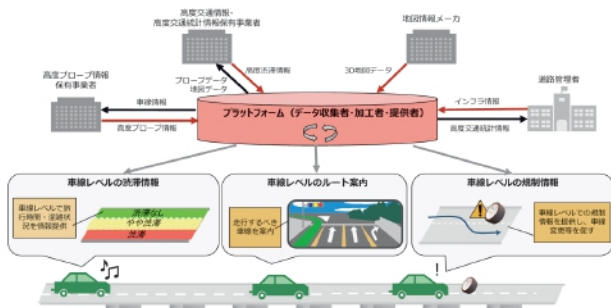 高度交通情報・
高度交通統計情報保有事業者
地図情報メーカ
高度プローブ情報
保有事業者
道路管理者
プローブデータ
地図データ
高度渋滞情報
3D地図データ
車線情報
高度プローブ情報
インフラ情報
高度交通統計情報
プラットフォーム（データ収集者・加工者・提供者）
車線レベルの渋滞情報
車線レベルで旅
行時間・混雑状
況を情報提供
渋滞なし
やや渋滞
渋滞
車線レベルのルート案内
走行するべき
車線を案内
車線レベルの規制情報
車線レベルでの規制
情報を提供し、車線
変更等を促す
!
!